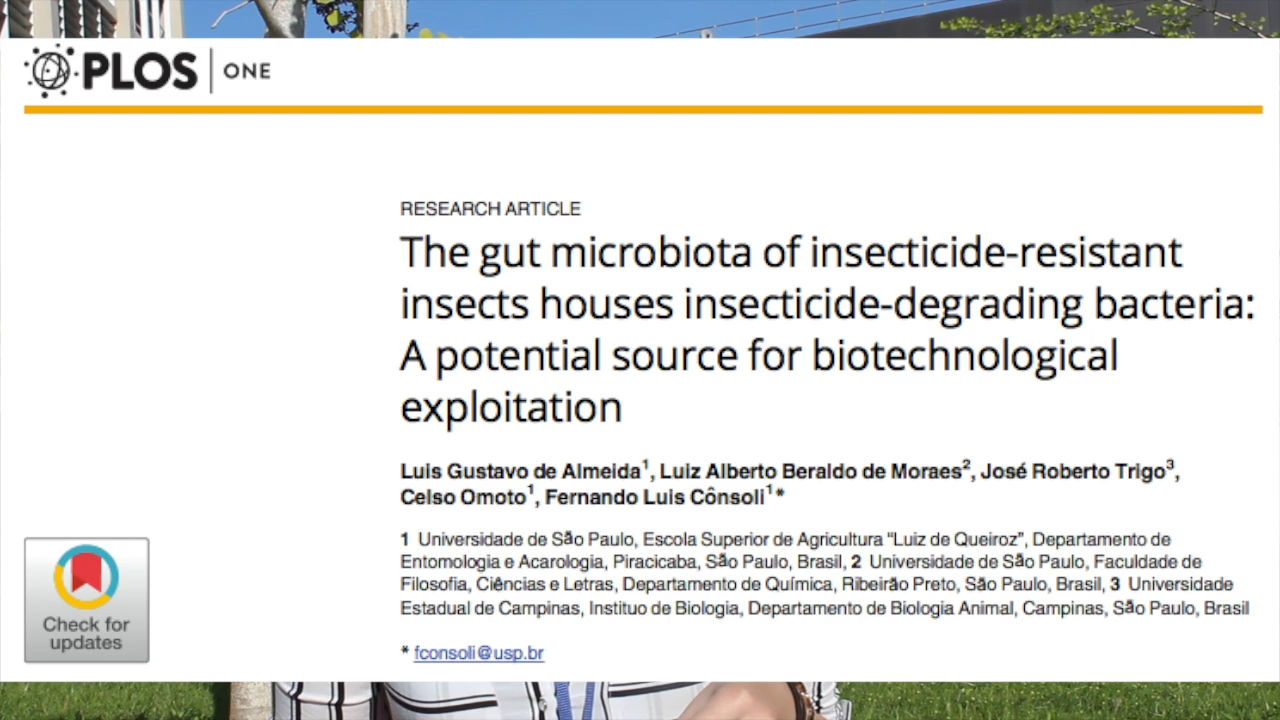 PLOS ONE
RESEARCH ARTICLE
The gut microbiota of insecticide-resistant
insects houses insecticide-degrading bacteria:
A potential source for biotechnological
exploitation
Luis Gustavo de Almeida1, Luiz Alberto Beraldo de Moraes2, José Roberto Trigo3,
Celso Omoto1, Fernando Luis Cônsoli1*
1 Universidade de São Paulo, Escola Superior de Agricultura “Luiz de Queiroz”, Departamento de
Entomologia e Acarologia, Piracicaba, São Paulo, Brasil, 2 Universidade de São Paulo, Faculdade de
Filosofia, Ciências e Letras, Departamento de Química, Ribeirão Preto, São Paulo, Brasil, 3 Universidade
Estadual de Campinas, Instituo de Biologia, Departamento de Biologia Animal, Campinas, São Paulo, Brasil
* fconsoli@usp.br
Check for
updates